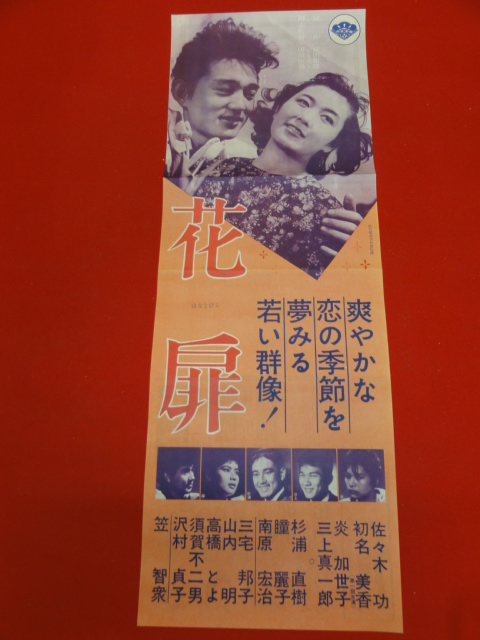 花
扉
はなとびら
爽やかな
恋の季節を
夢みる
若い群像!
佐々木 功
初名美香
炎加世子
三上真一郎
杉浦直樹
瞳麗子
南原宏治
三宅邦子
山内明
高橋とよ
須賀不二男
沢村貞子
笠智衆